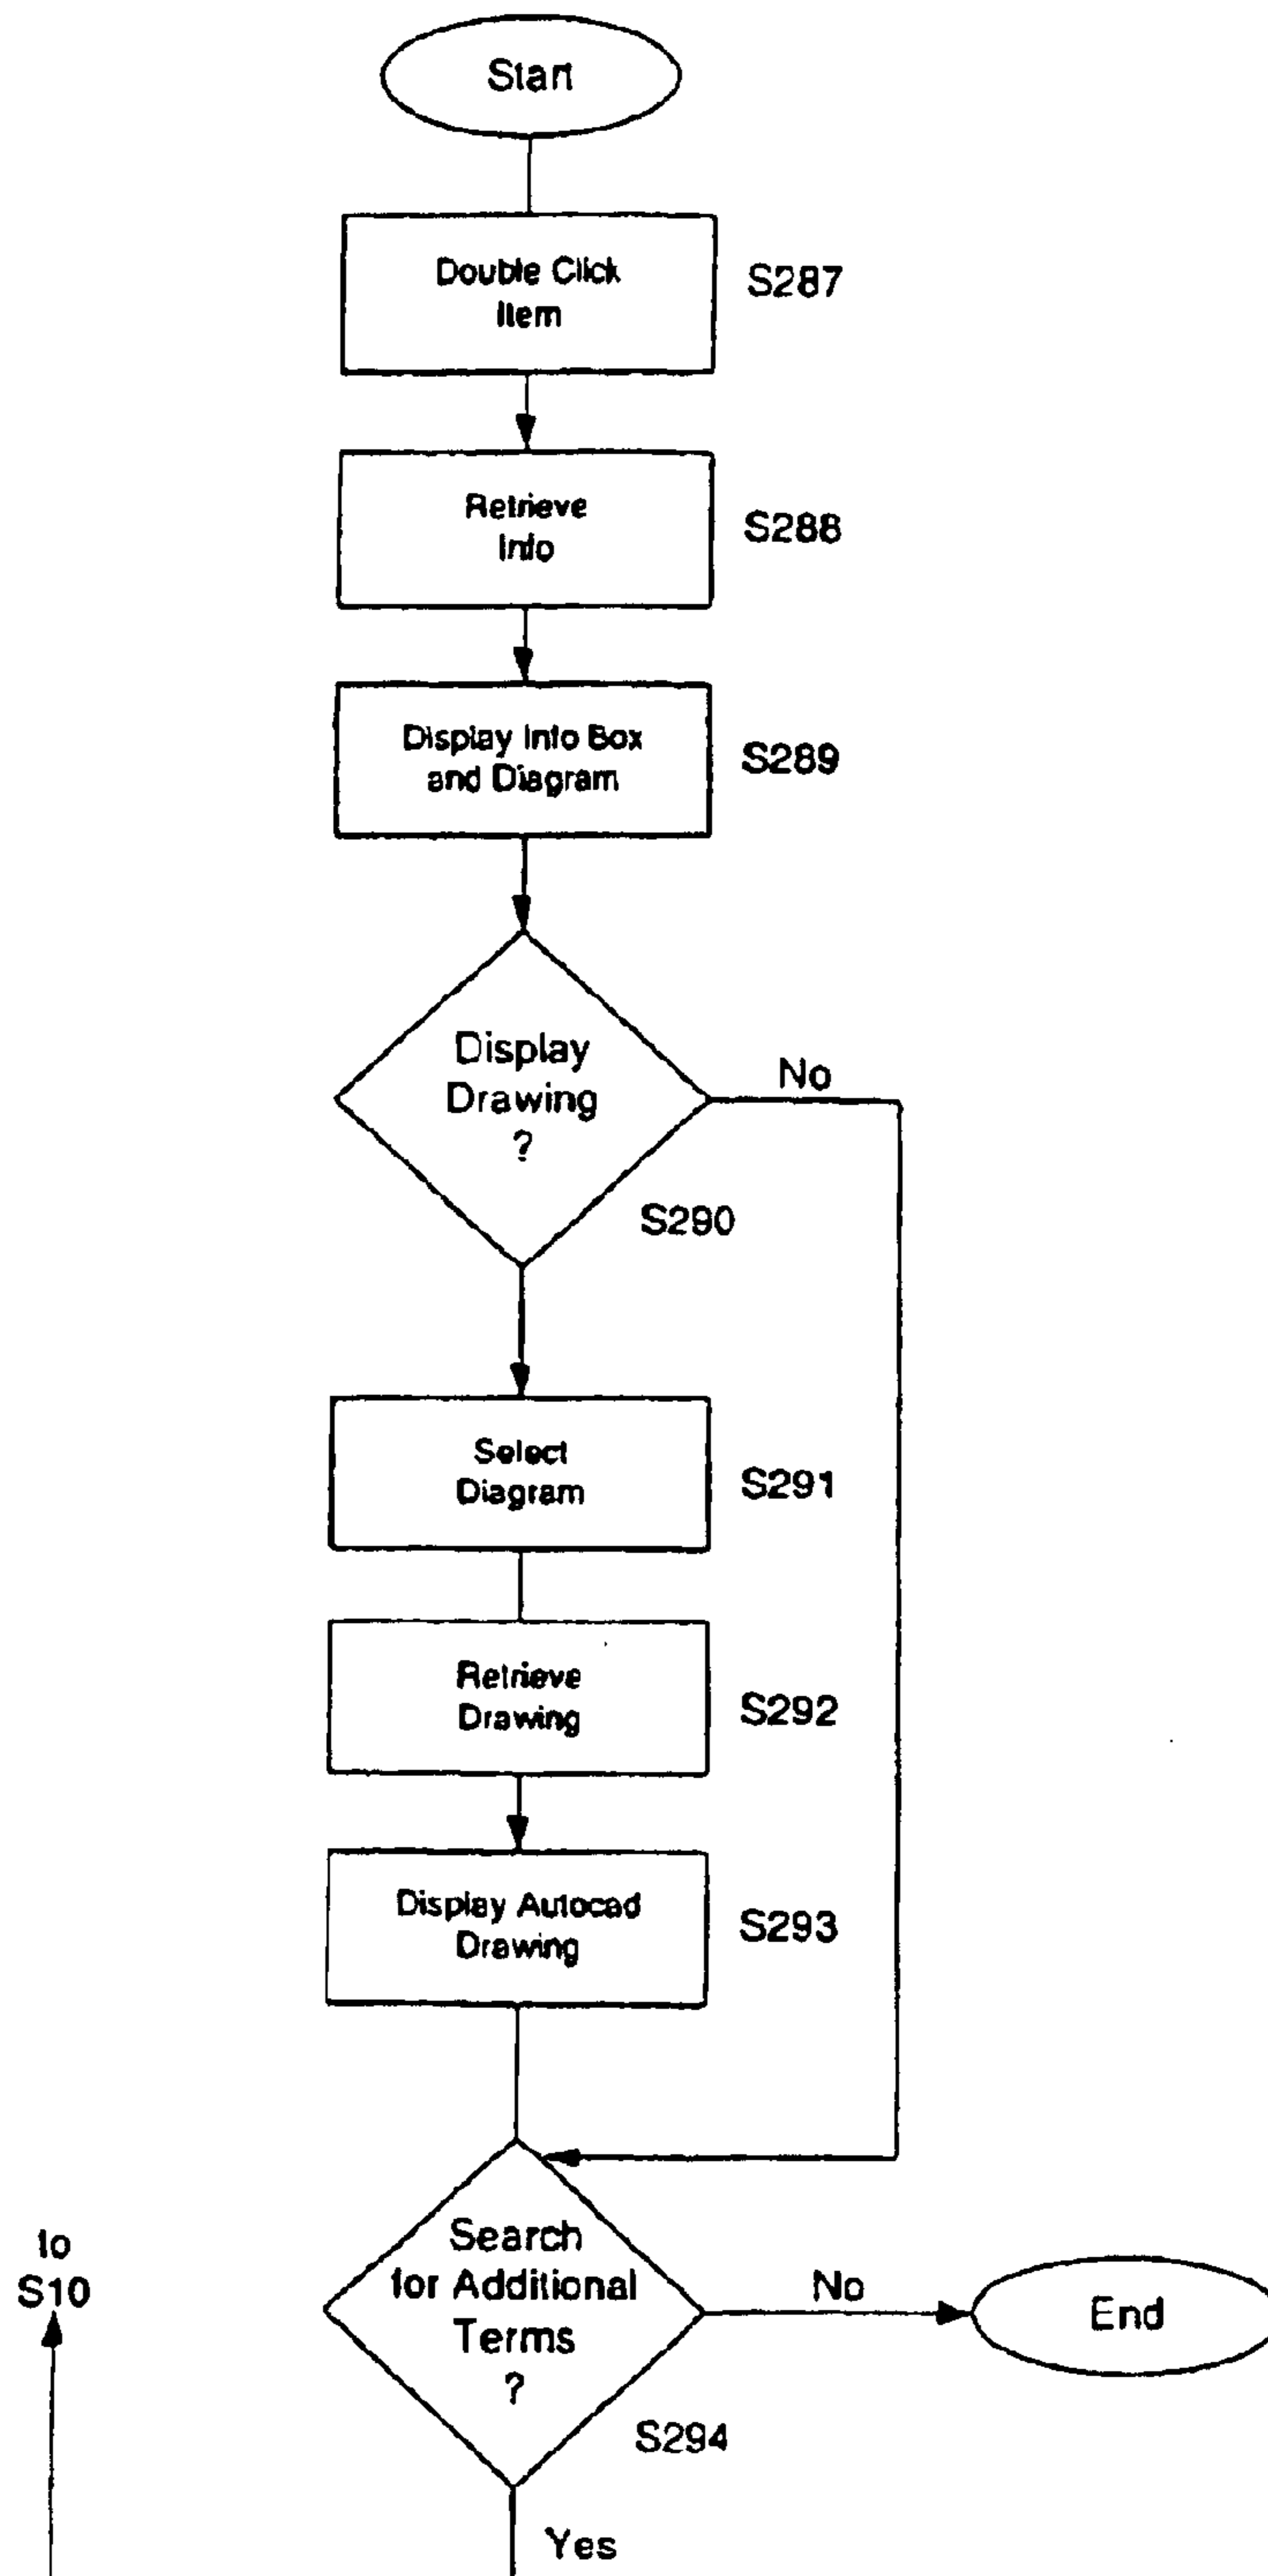 Start
Double Click
Item
S287
Retrieve
Info
S288
Display Info Box
and Diagram
S289
Display
Drawing
?
No
S290
Select
Diagram
S291
Retrieve
Drawing
S292
Display Autocad
Drawing
S293
to
S10
Search
for Additional
Terms
?
No
End
S294
Yes